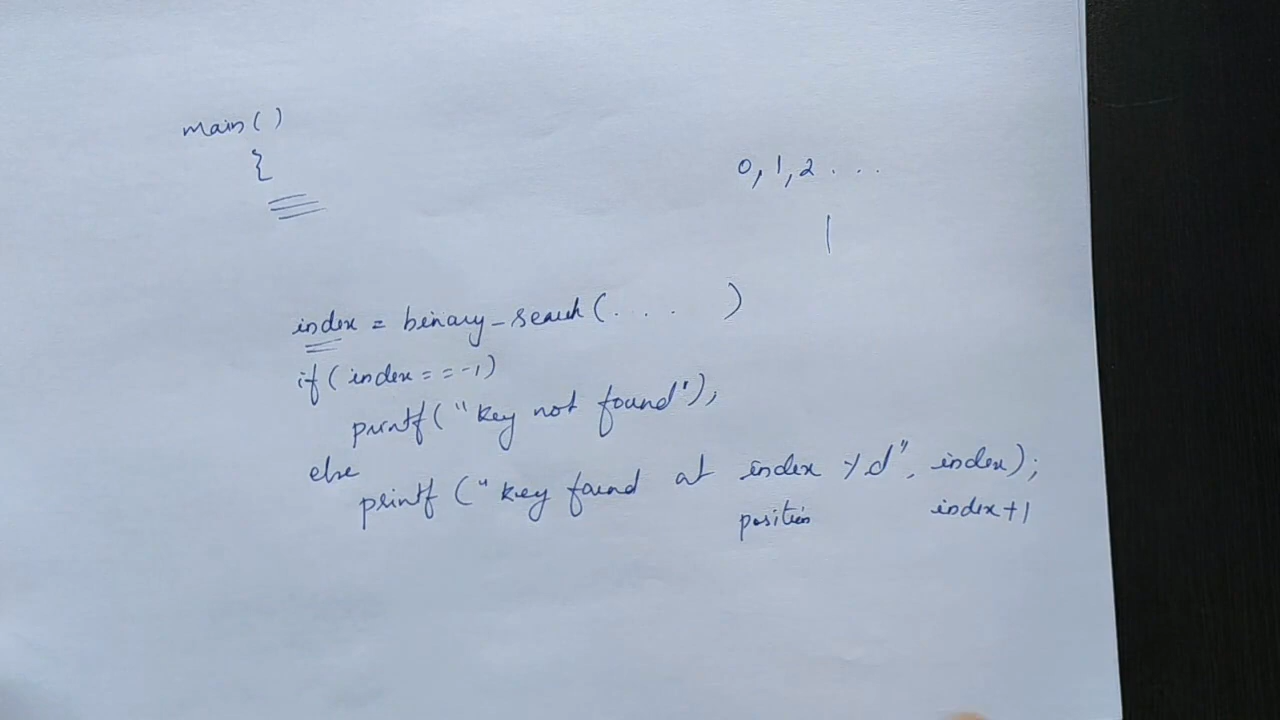 main()
{
0, 1, 2 . . .
index = binary_search(. . . . )
if(index==-1)
printf("key not found");
else
printf("key found at index %d", index);
position index+1